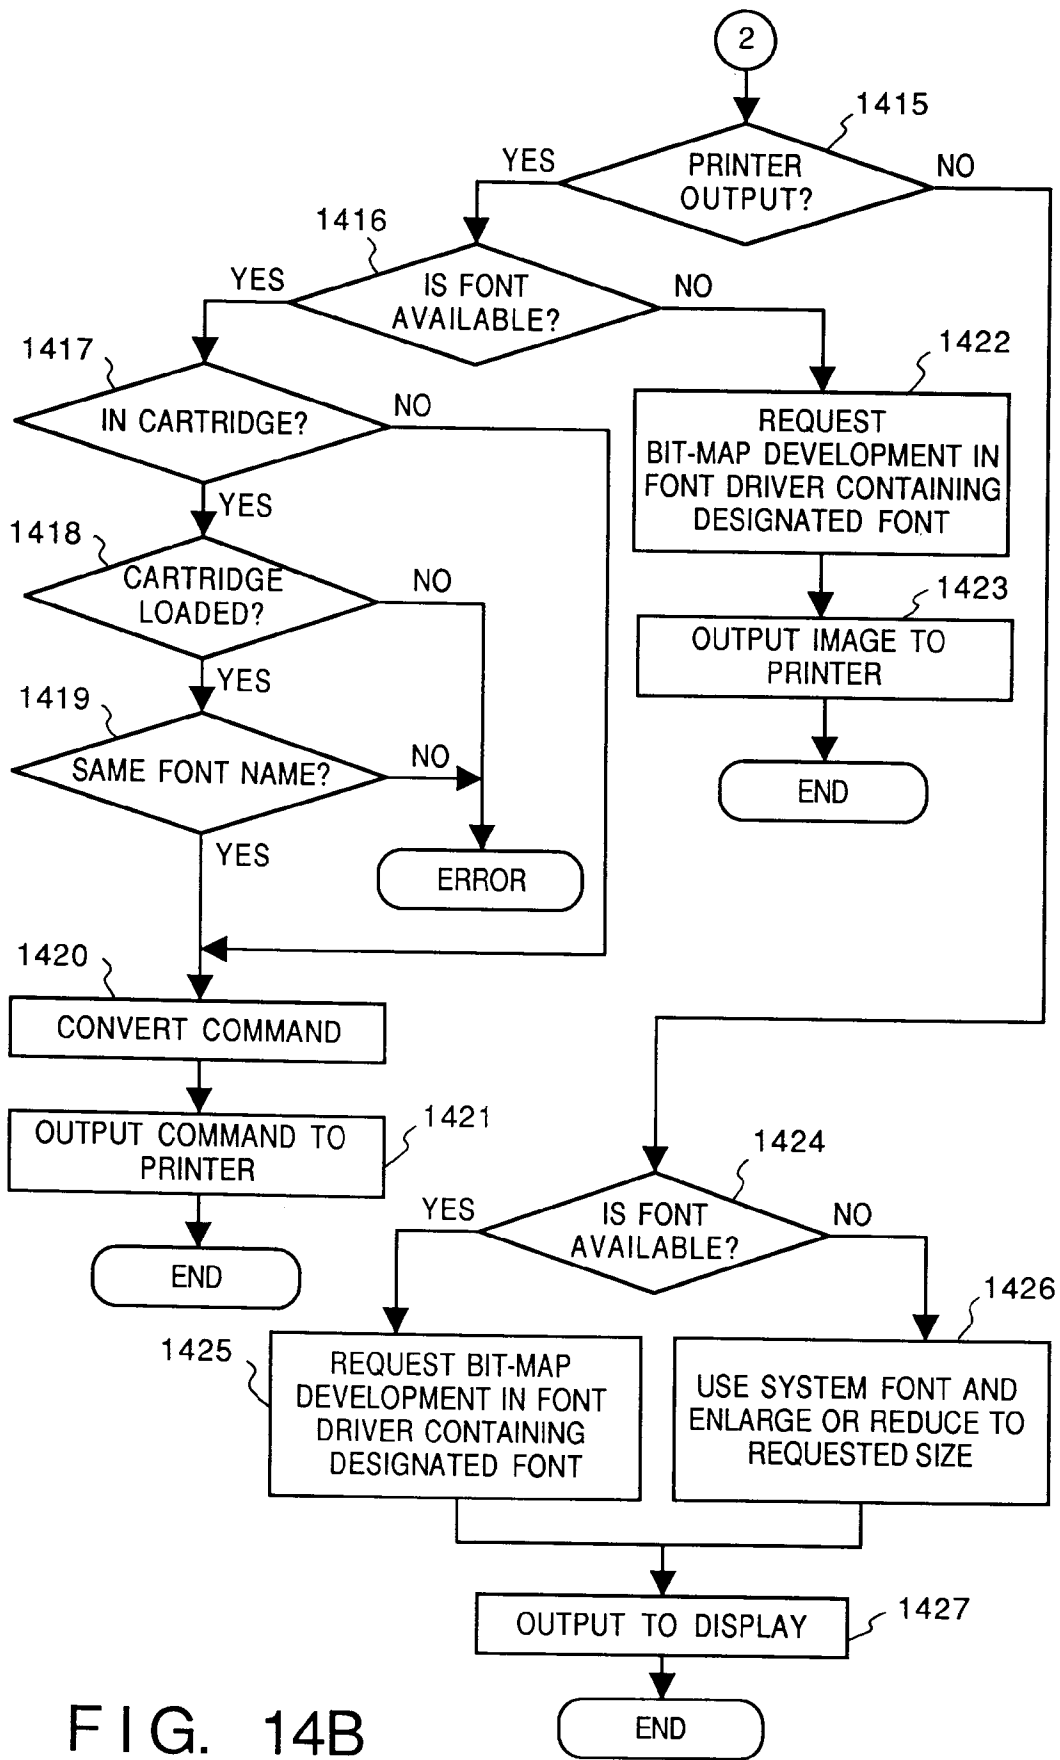 2
1415
PRINTER
OUTPUT?
YES
NO
1416
IS FONT
AVAILABLE?
YES
NO
1417
IN CARTRIDGE?
NO
YES
1422
REQUEST
BIT-MAP DEVELOPMENT IN
FONT DRIVER CONTAINING
DESIGNATED FONT
1418
CARTRIDGE
LOADED?
NO
YES
1423
OUTPUT IMAGE TO
PRINTER
END
1419
SAME FONT NAME?
NO
YES
ERROR
1420
CONVERT COMMAND
1421
OUTPUT COMMAND TO
PRINTER
END
1424
IS FONT
AVAILABLE?
YES
NO
1425
REQUEST BIT-MAP
DEVELOPMENT IN FONT
DRIVER CONTAINING
DESIGNATED FONT
1426
USE SYSTEM FONT AND
ENLARGE OR REDUCE TO
REQUESTED SIZE
1427
OUTPUT TO DISPLAY
END
FIG. 14B